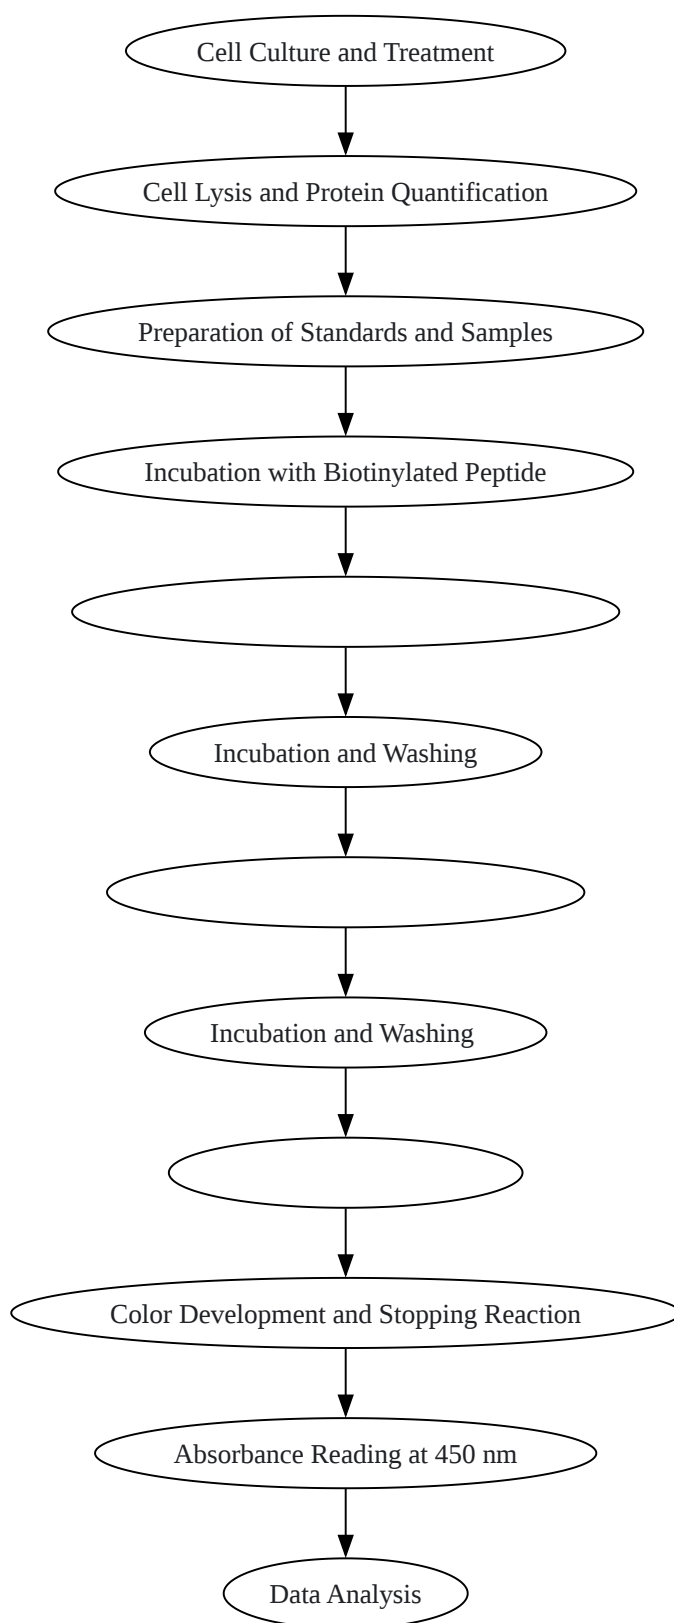 Cell Culture and Treatment
Cell Lysis and Protein Quantification
Preparation of Standards and Samples
Incubation with Biotinylated Peptide
Incubation and Washing
Incubation and Washing
Color Development and Stopping Reaction
Absorbance Reading at 450 nm
Data Analysis